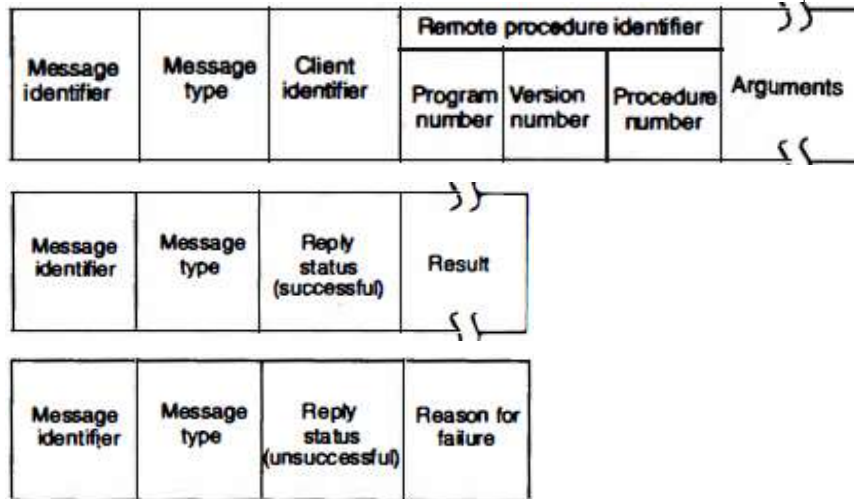 Remote procedure identifier
Message identifier
Message type
Client identifier
Program number
Version number
Procedure number
Arguments
Message identifier
Message type
Reply status (successful)
Result
Message identifier
Message type
Reply status (unsuccessful)
Reason for failure